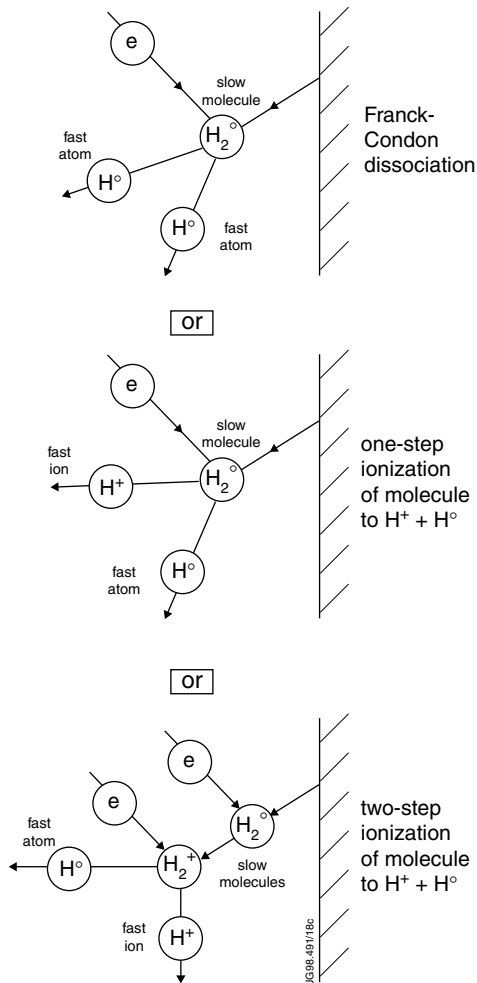 e
slow
molecule
H2°
fast
atom
H°
H°
fast
atom
Franck-
Condon
dissociation
or
e
slow
molecule
H2°
fast
ion
H+
H°
fast
atom
one-step
ionization
of molecule
to H+ + H°
or
e
e
H2°
fast
atom
H°
H2+
slow
molecules
fast
ion
H+
two-step
ionization
of molecule
to H+ + H°
JG98.491/18c